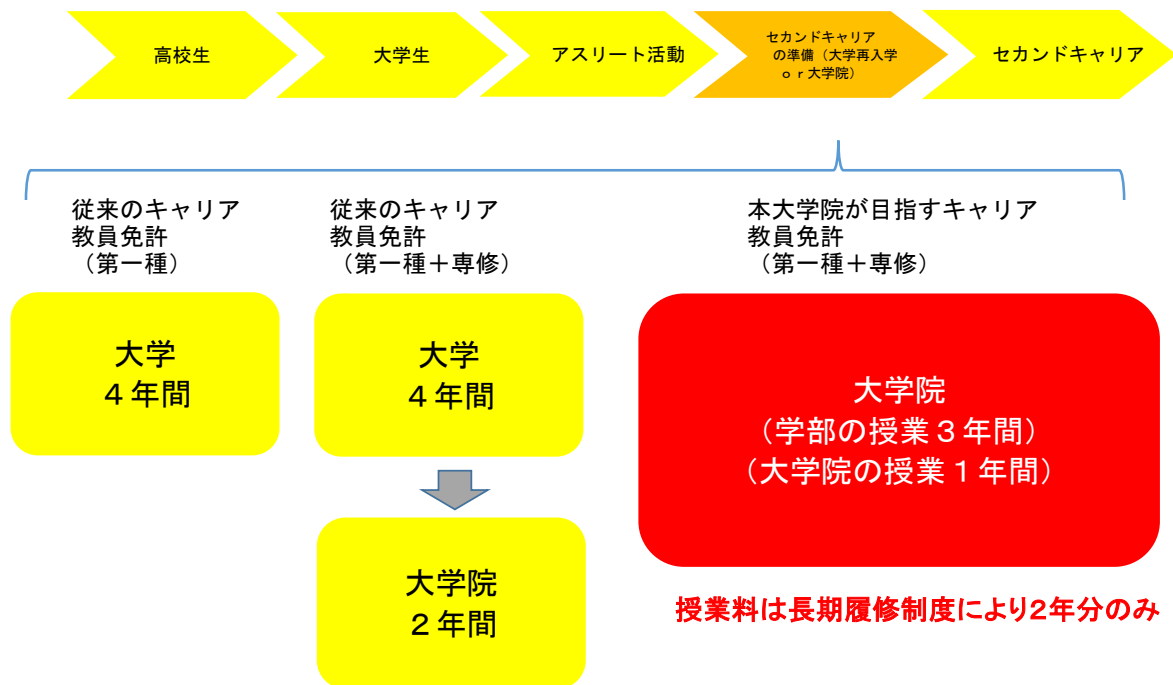 高校生
大学生
アスリート活動
セカンドキャリア
の準備（大学再入学
ｏｒ大学院）
セカンドキャリア
従来のキャリア
教員免許
（第一種）
従来のキャリア
教員免許
（第一種＋専修）
本大学院が目指すキャリア
教員免許
（第一種＋専修）
大学
４年間
大学
４年間
大学院
（学部の授業３年間）
（大学院の授業１年間）
大学院
２年間
授業料は長期履修制度により2年分のみ